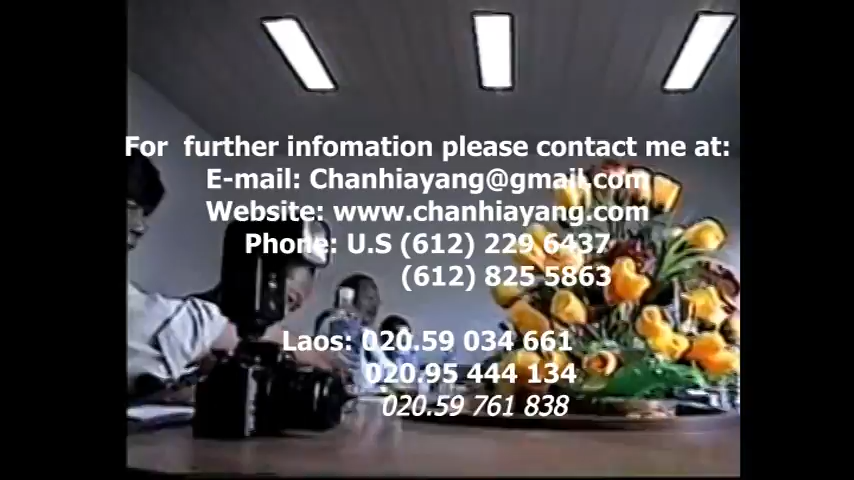 For further infomation please contact me at:
E-mail: Chanhiayang@gmail.com
Website: www.chanhiayang.com
Phone: U.S (612) 229 6437
(612) 825 5863
Laos: 020.59 034 661
020.95 444 134
020.59 761 838